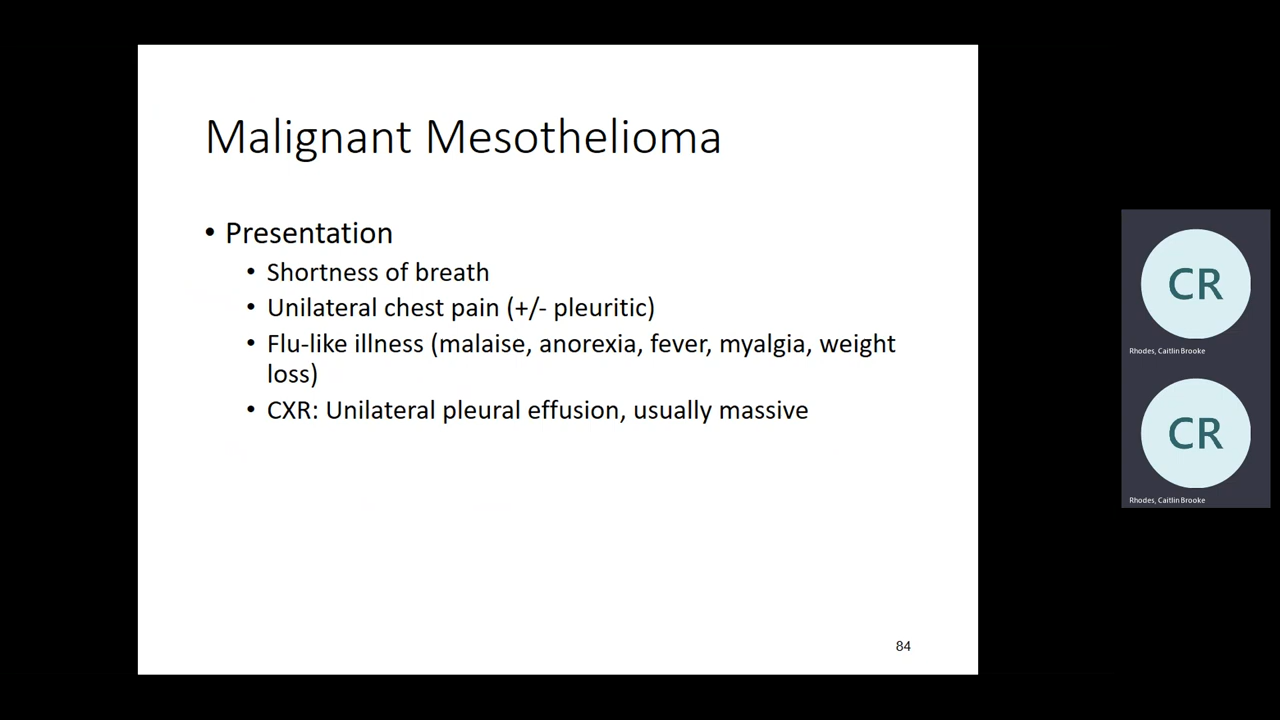 Malignant Mesothelioma
• Presentation
• Shortness of breath
• Unilateral chest pain (+/- pleuritic)
• Flu-like illness (malaise, anorexia, fever, myalgia, weight
loss)
• CXR: Unilateral pleural effusion, usually massive
84
CR
Rhodes, Caitlin Brooke
CR
Rhodes, Caitlin Brooke